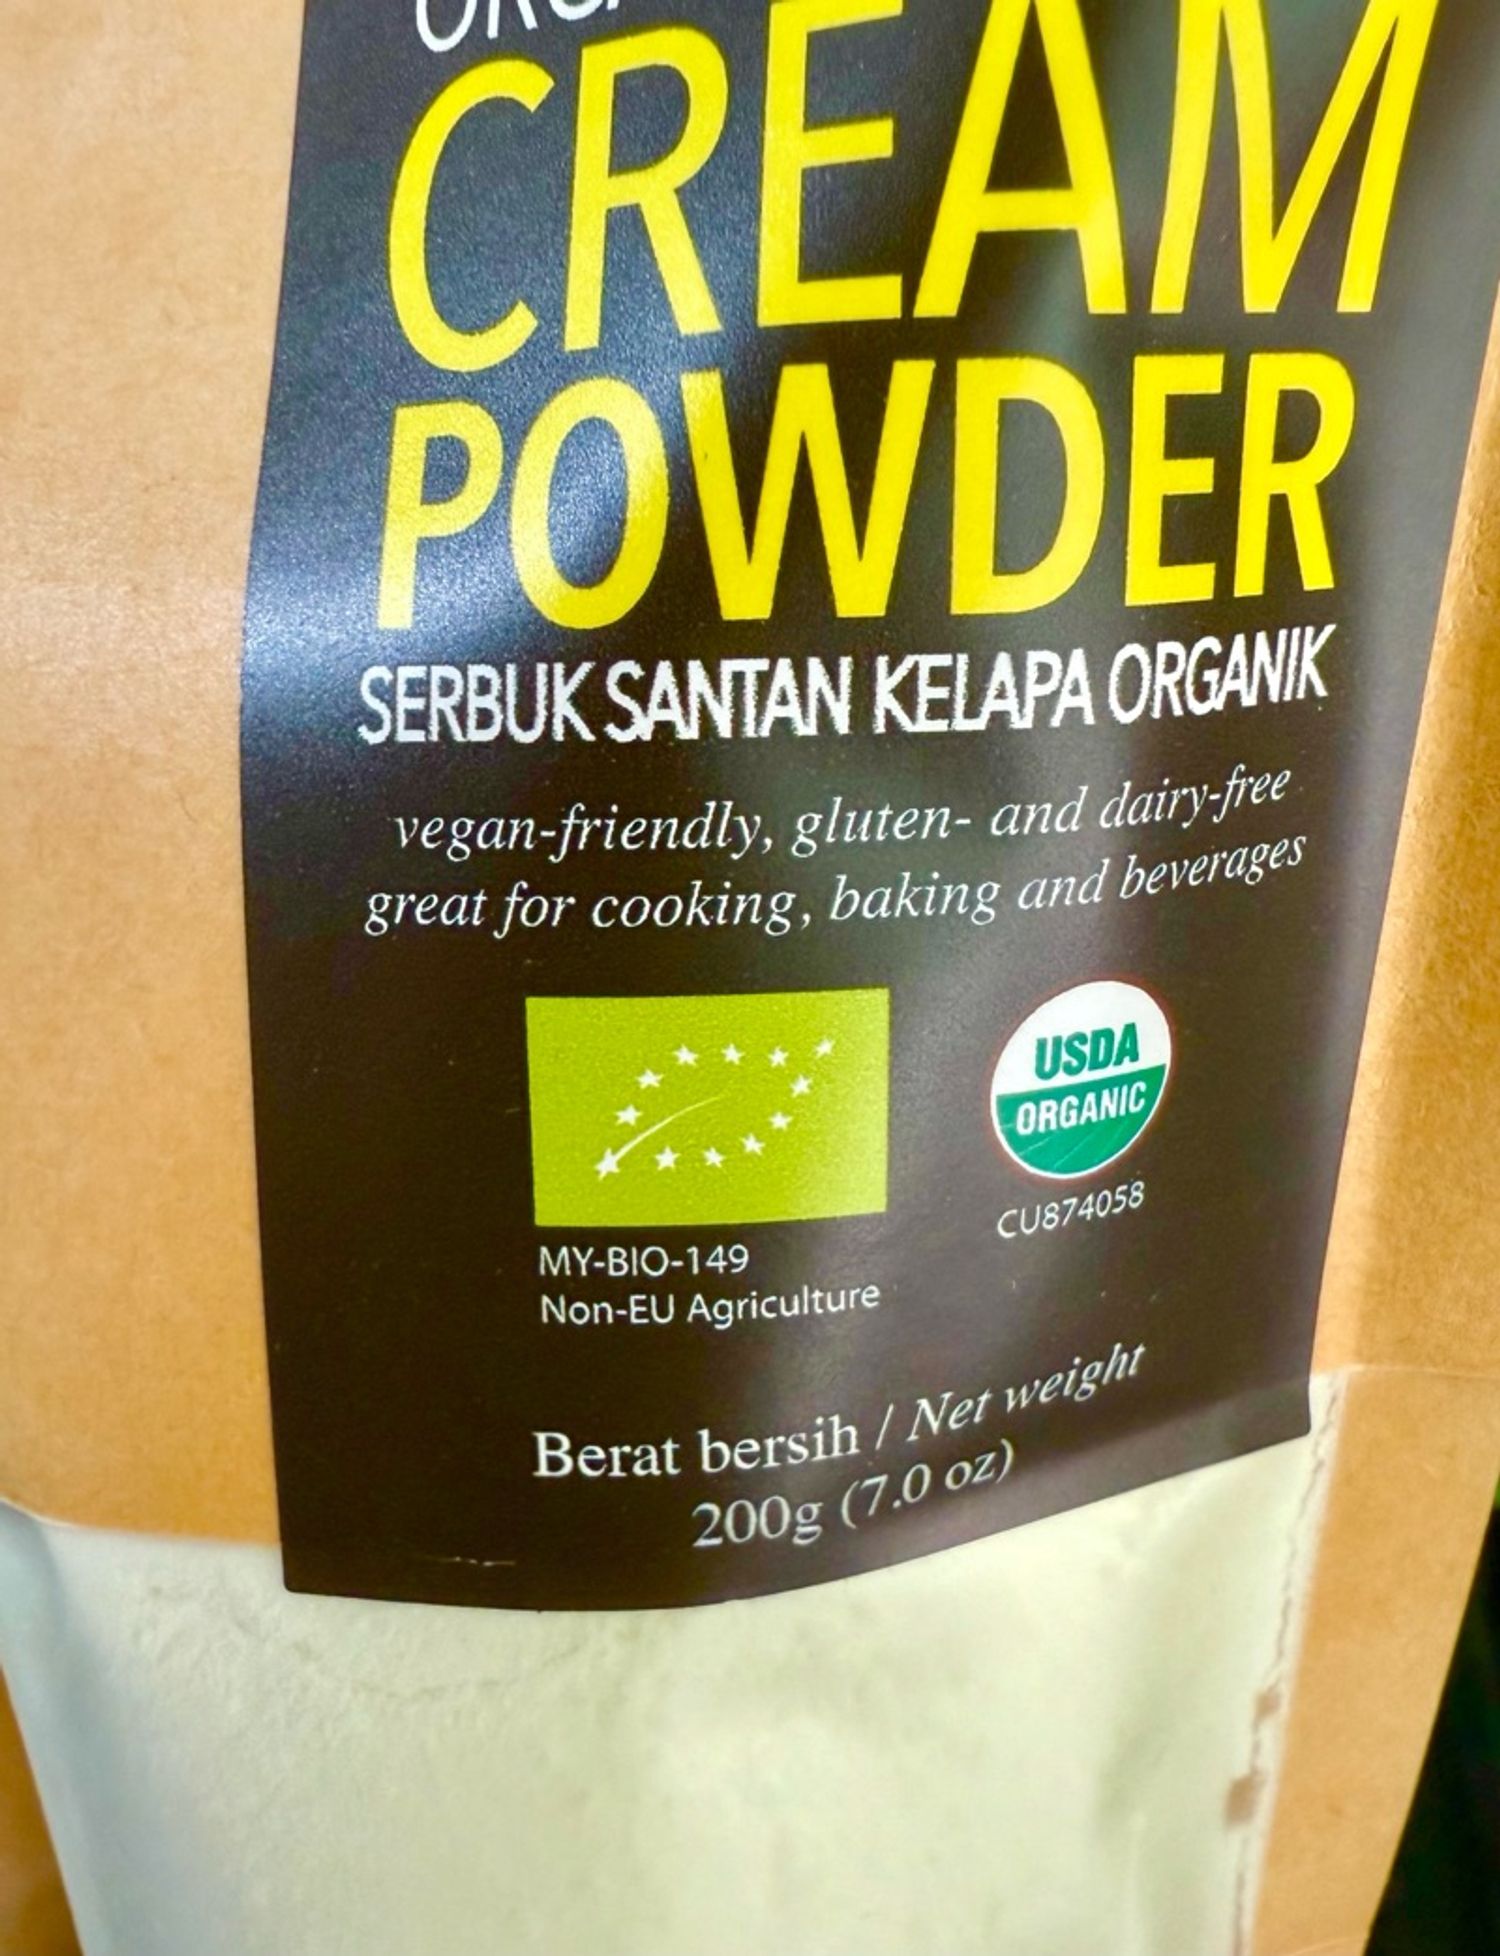 CREAM
POWDER
SERBUK SANTAN KELAPA ORGANIK
vegan-friendly, gluten- and dairy-free
great for cooking, baking and beverages
USDA
ORGANIC
CU874058
MY-BIO-149
Non-EU Agriculture
Berat bersih / Net weight
200g (7.0 oz)